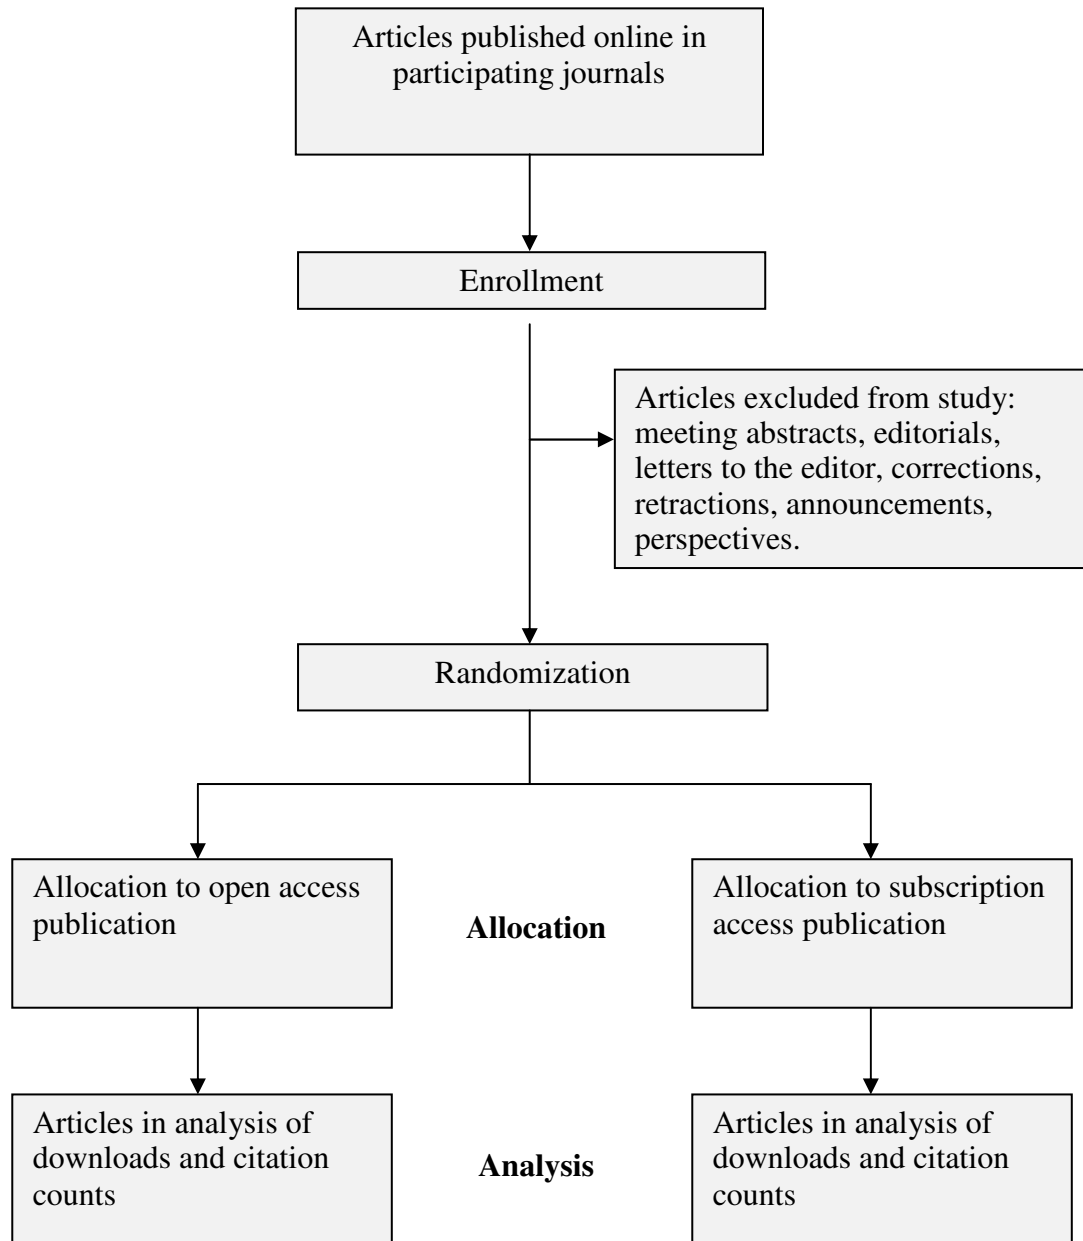 Articles published online in
participating journals
Enrollment
Articles excluded from study:
meeting abstracts, editorials,
letters to the editor, corrections,
retractions, announcements,
perspectives.
Randomization
Allocation to open access
publication
Allocation
Allocation to subscription
access publication
Articles in analysis of
downloads and citation
counts
Analysis
Articles in analysis of
downloads and citation
counts